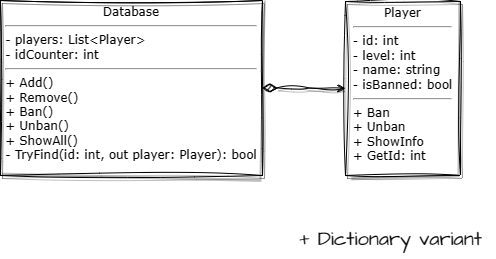 Database
- players: List<Player>
- idCounter: int
+ Add()
+ Remove()
+ Ban()
+ Unban()
+ ShowAll()
- TryFind(id: int, out player: Player): bool
Player
- id: int
- level: int
- name: string
- isBanned: bool
+ Ban
+ Unban
+ ShowInfo
+ GetId: int
+ Dictionary variant